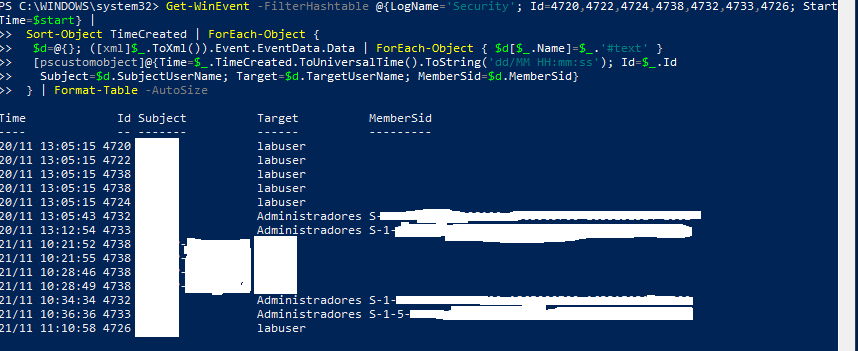 PS C:\WINDOWS\system32> Get-WinEvent -FilterHashtable @{LogName='Security'; Id=4720,4722,4724,4738,4732,4733,4726; Start
Time=$start} |
>> Sort-Object TimeCreated | ForEach-Object {
>> $d=@{}; ([xml]$_.ToXml()).Event.EventData.Data | ForEach-Object { $d[$_.Name]=$_.'#text' }
>> [pscustomobject]@{Time=$_.TimeCreated.ToUniversalTime().ToString('dd/MM HH:mm:ss'); Id=$_.Id
>> Subject=$d.SubjectUserName; Target=$d.TargetUserName; MemberSid=$d.MemberSid}
>> } | Format-Table -AutoSize
Time Id Subject Target MemberSid
---- -- ------- ------ ---------
20/11 13:05:15 4720 labuser
20/11 13:05:15 4722 labuser
20/11 13:05:15 4738 labuser
20/11 13:05:15 4738 labuser
20/11 13:05:15 4724 labuser
20/11 13:05:43 4732 Administradores S-
20/11 13:12:54 4733 Administradores S-1-
21/11 10:21:52 4738
21/11 10:21:55 4738
21/11 10:28:46 4738
21/11 10:28:49 4738
21/11 10:34:34 4732 Administradores S-1-
21/11 10:36:36 4733 Administradores S-1-5-
21/11 11:10:58 4726 labuser